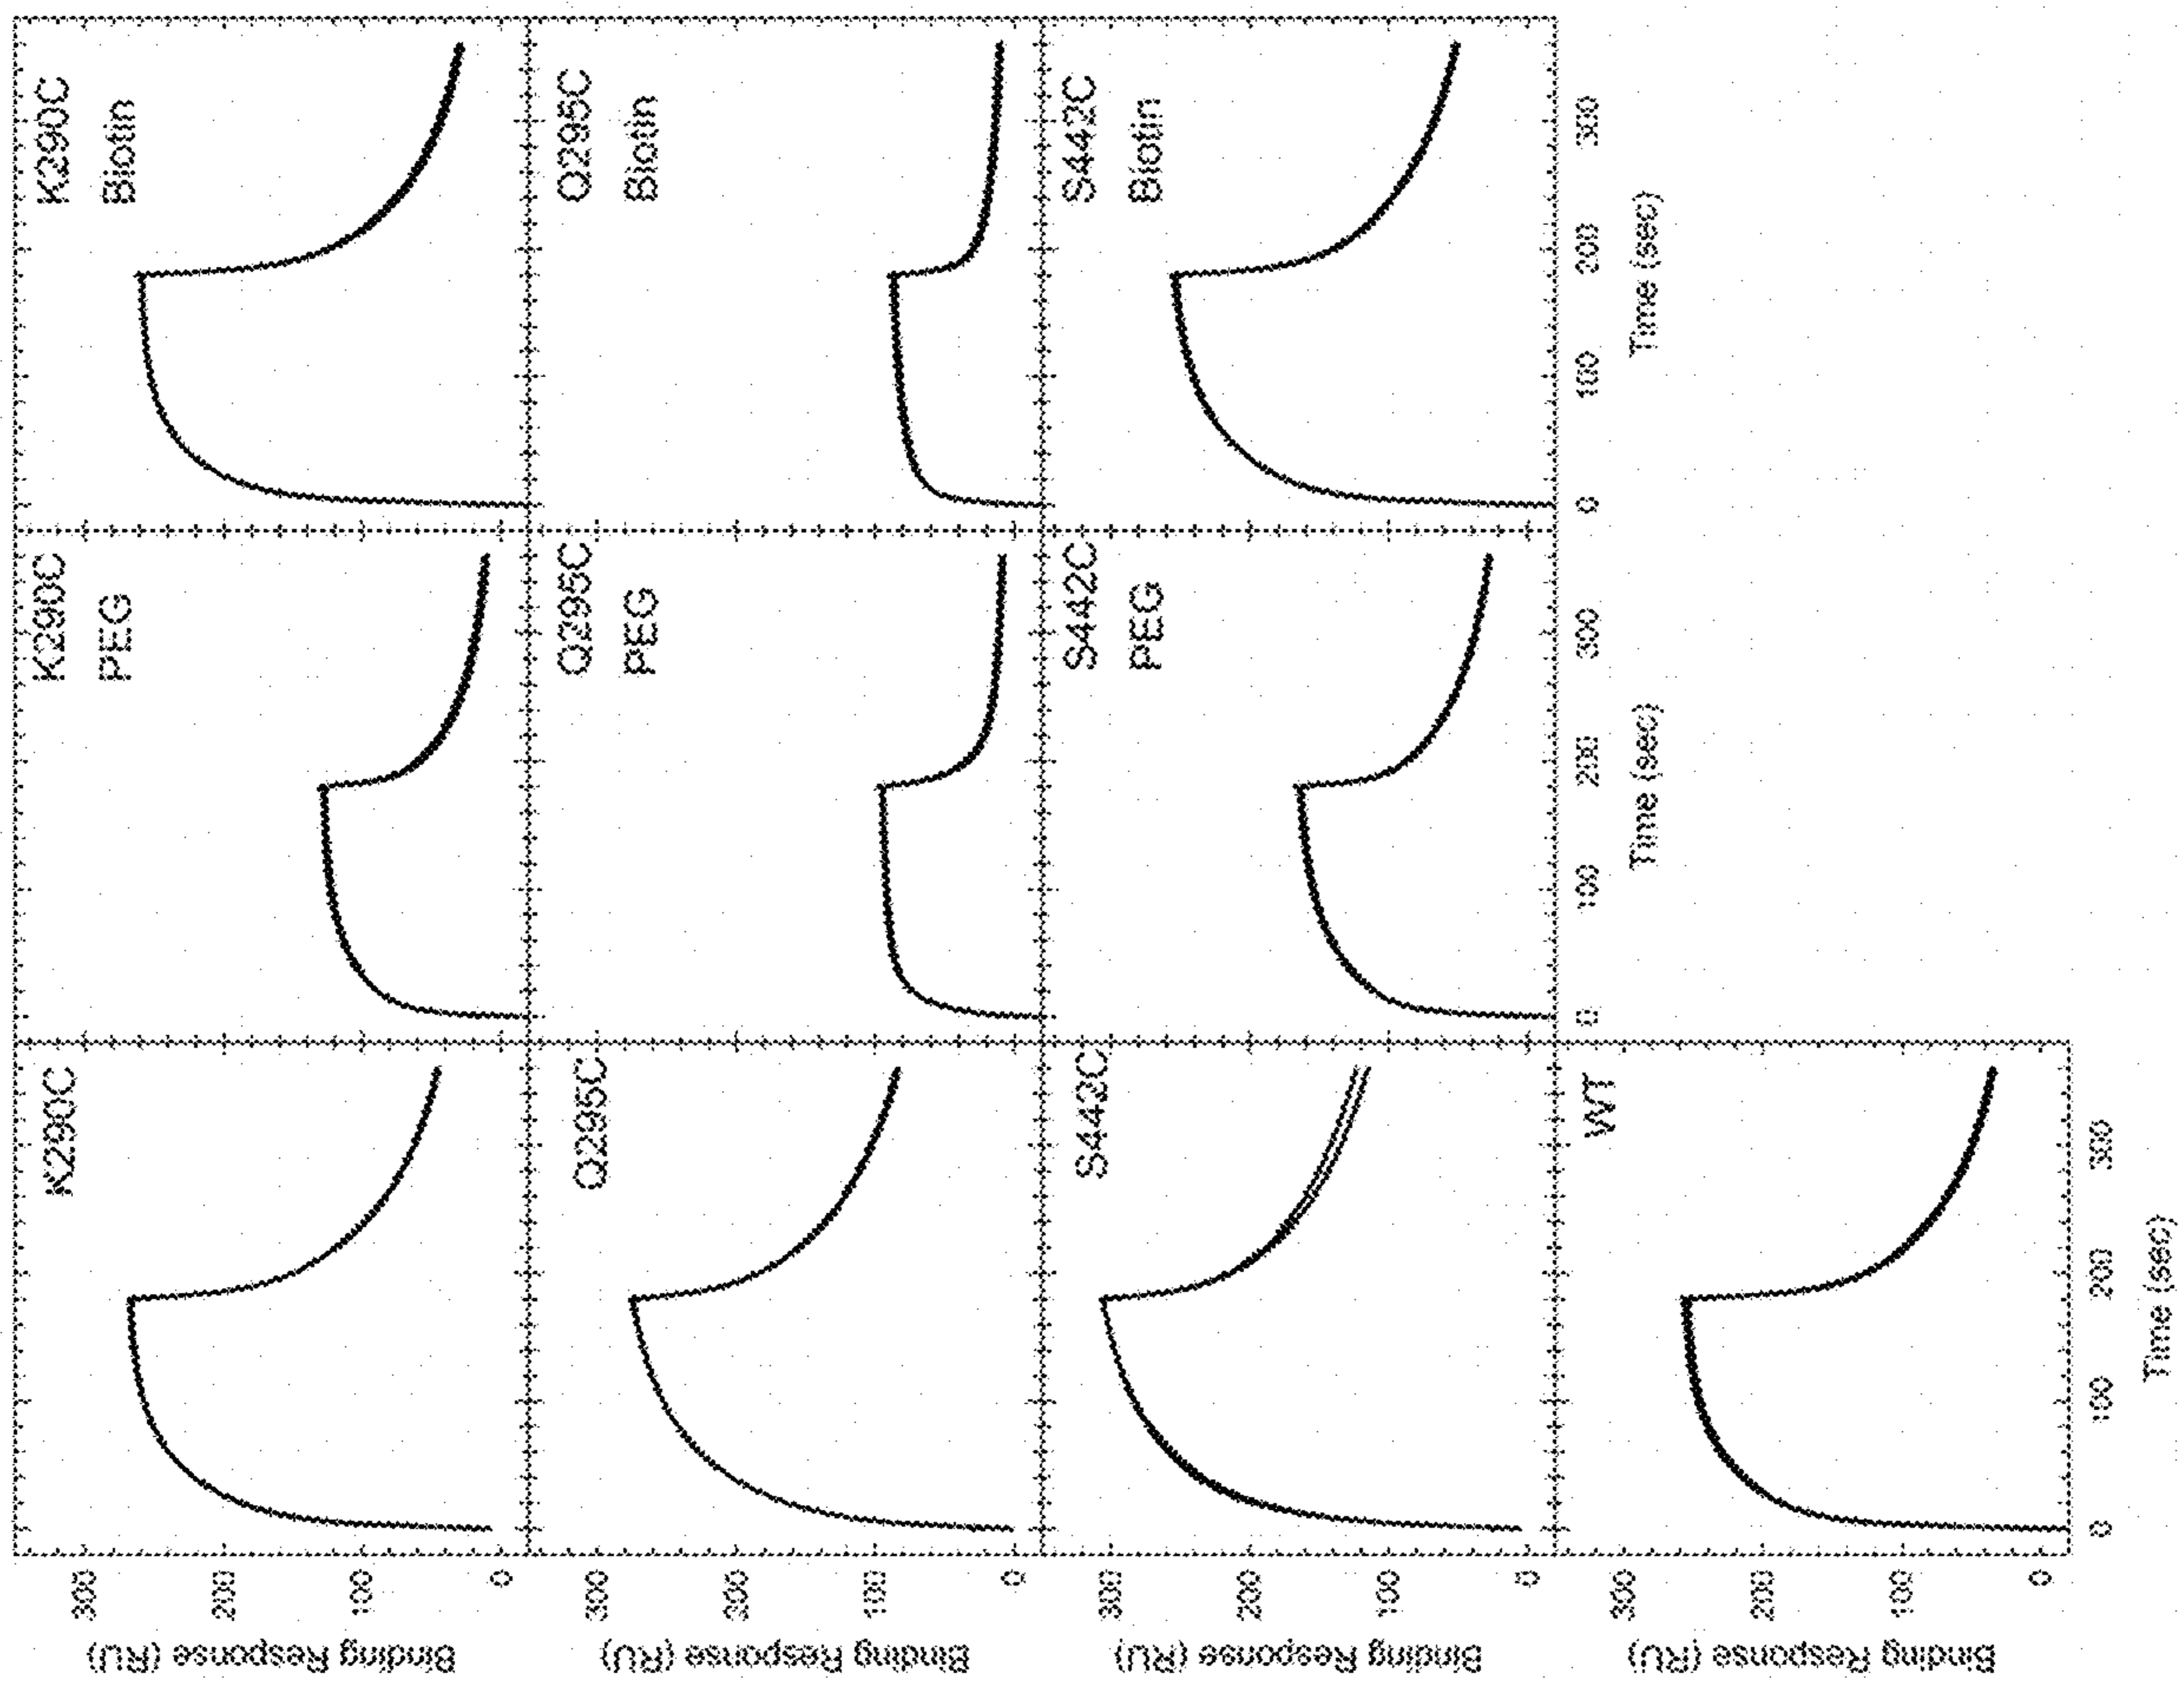 K290C
K290C
PEG
K290C
Biotin
300
200
100
0
Binding Response (RU)
Q295C
Q295C
PEG
Q295C
Biotin
300
200
100
0
Binding Response (RU)
S442C
S442C
PEG
S442C
Biotin
300
200
100
0
Binding Response (RU)
0 100 200 300
Time (sec)
0 100 200 300
Time (sec)
WT
300
200
100
0
Binding Response (RU)
0 100 200 300
Time (sec)